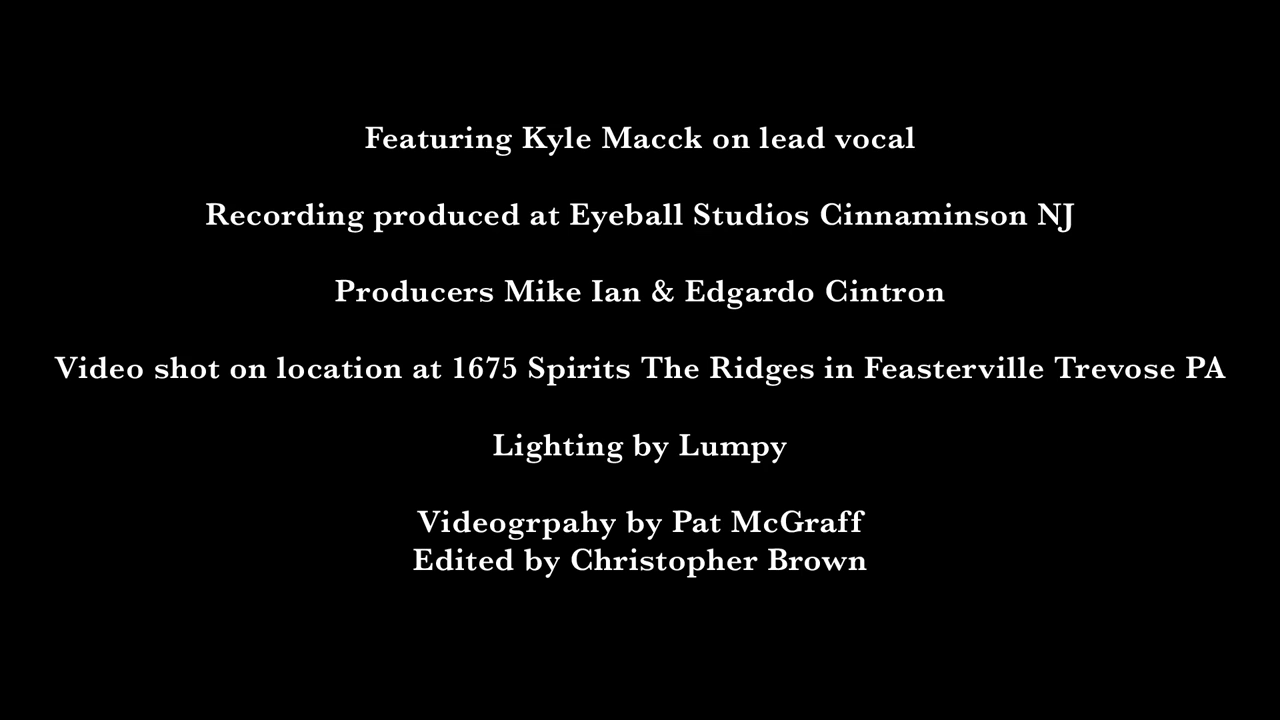 Featuring Kyle Macck on lead vocal
Recording produced at Eyeball Studios Cinnaminson NJ
Producers Mike Ian & Edgardo Cintron
Video shot on location at 1675 Spirits The Ridges in Feasterville Trevose PA
Lighting by Lumpy
Videogrpahy by Pat McGraff
Edited by Christopher Brown